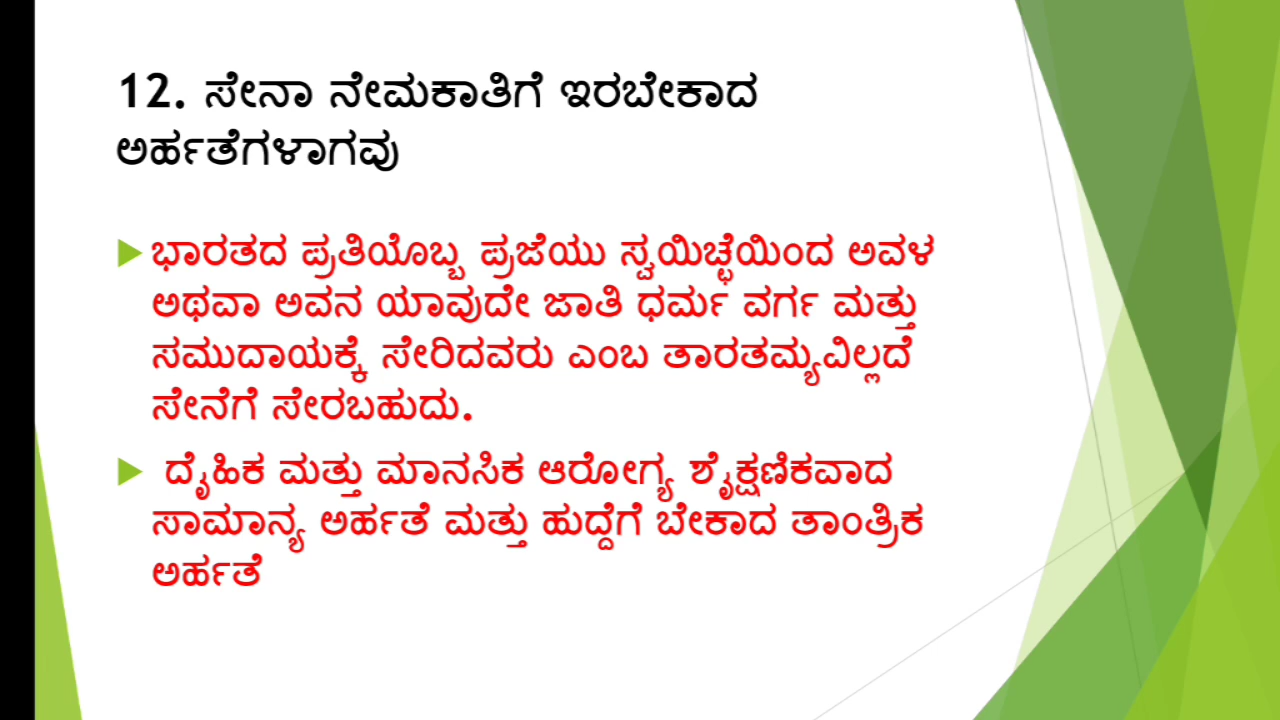 12. ಸೇನಾ ನೇಮಕಾತಿಗೆ ಇರಬೇಕಾದ
ಅರ್ಹತೆಗಳಾಗವು
ಭಾರತದ ಪ್ರತಿಯೊಬ್ಬ ಪ್ರಜೆಯು ಸ್ವಯಿಚ್ಛೆಯಿಂದ ಅವಳ
ಅಥವಾ ಅವನ ಯಾವುದೇ ಜಾತಿ ಧರ್ಮ ವರ್ಗ ಮತ್ತು
ಸಮುದಾಯಕ್ಕೆ ಸೇರಿದವರು ಎಂಬ ತಾರತಮ್ಯವಿಲ್ಲದೆ
ಸೇನೆಗೆ ಸೇರಬಹುದು.
ದೈಹಿಕ ಮತ್ತು ಮಾನಸಿಕ ಆರೋಗ್ಯ ಶೈಕ್ಷಣಿಕವಾದ
ಸಾಮಾನ್ಯ ಅರ್ಹತೆ ಮತ್ತು ಹುದ್ದೆಗೆ ಬೇಕಾದ ತಾಂತ್ರಿಕ
ಅರ್ಹತೆ